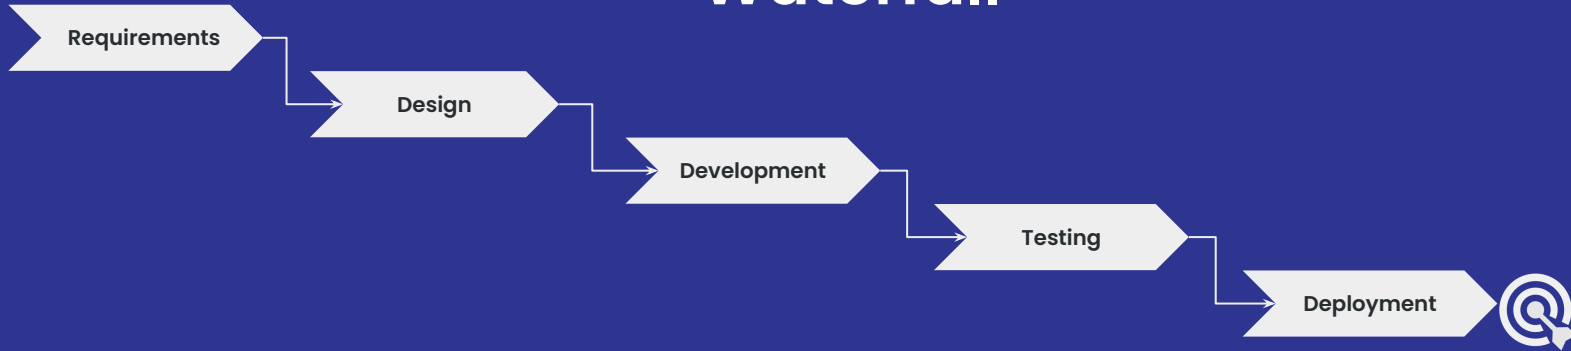 Requirements
Design
Development
Testing
Deployment